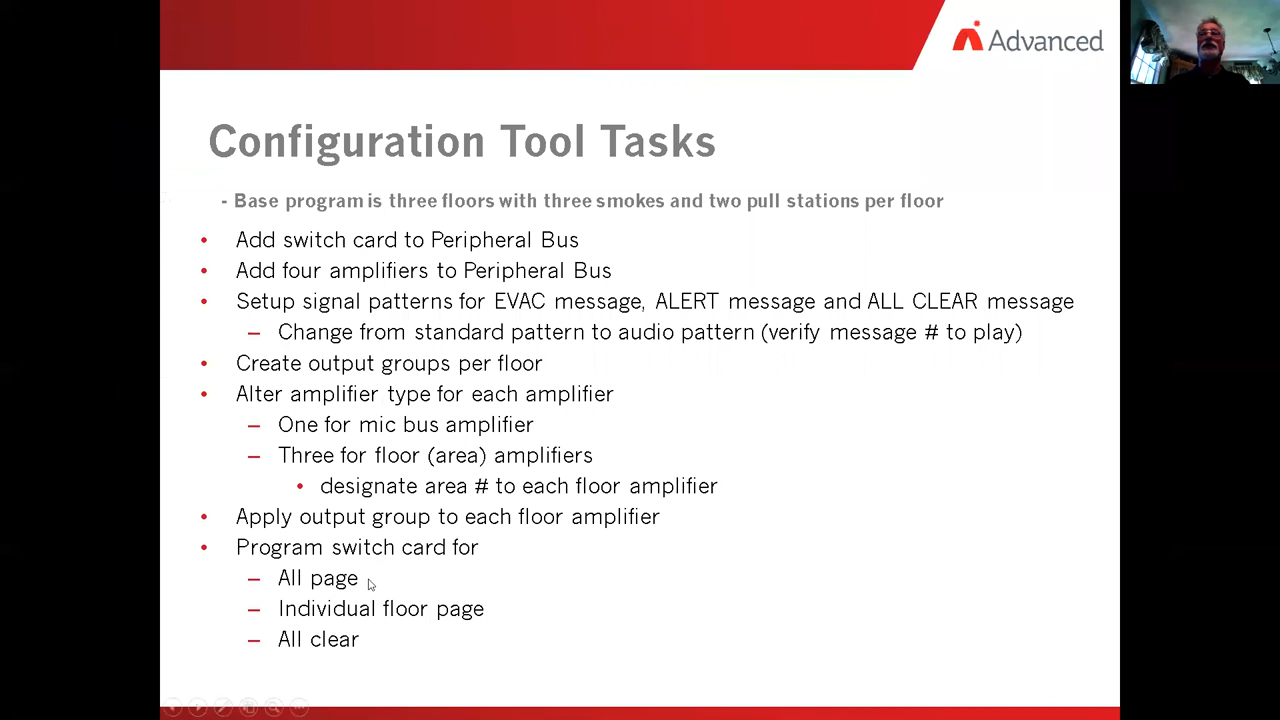 Advanced
Configuration Tool Tasks
- Base program is three floors with three smokes and two pull stations per floor
• Add switch card to Peripheral Bus
• Add four amplifiers to Peripheral Bus
• Setup signal patterns for EVAC message, ALERT message and ALL CLEAR message
– Change from standard pattern to audio pattern (verify message # to play)
• Create output groups per floor
• Alter amplifier type for each amplifier
– One for mic bus amplifier
– Three for floor (area) amplifiers
• designate area # to each floor amplifier
• Apply output group to each floor amplifier
• Program switch card for
– All page
– Individual floor page
– All clear